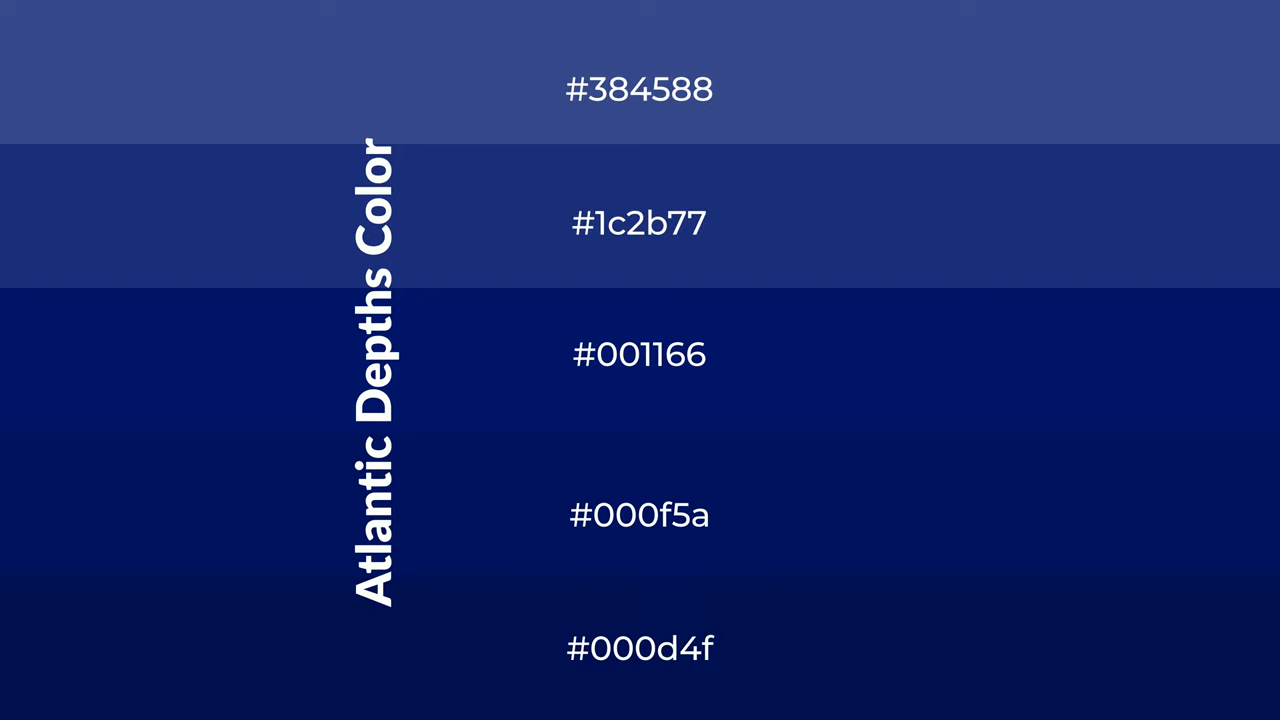 Atlantic Depths Color
#384588
#1c2b77
#001166
#000f5a
#000d4f